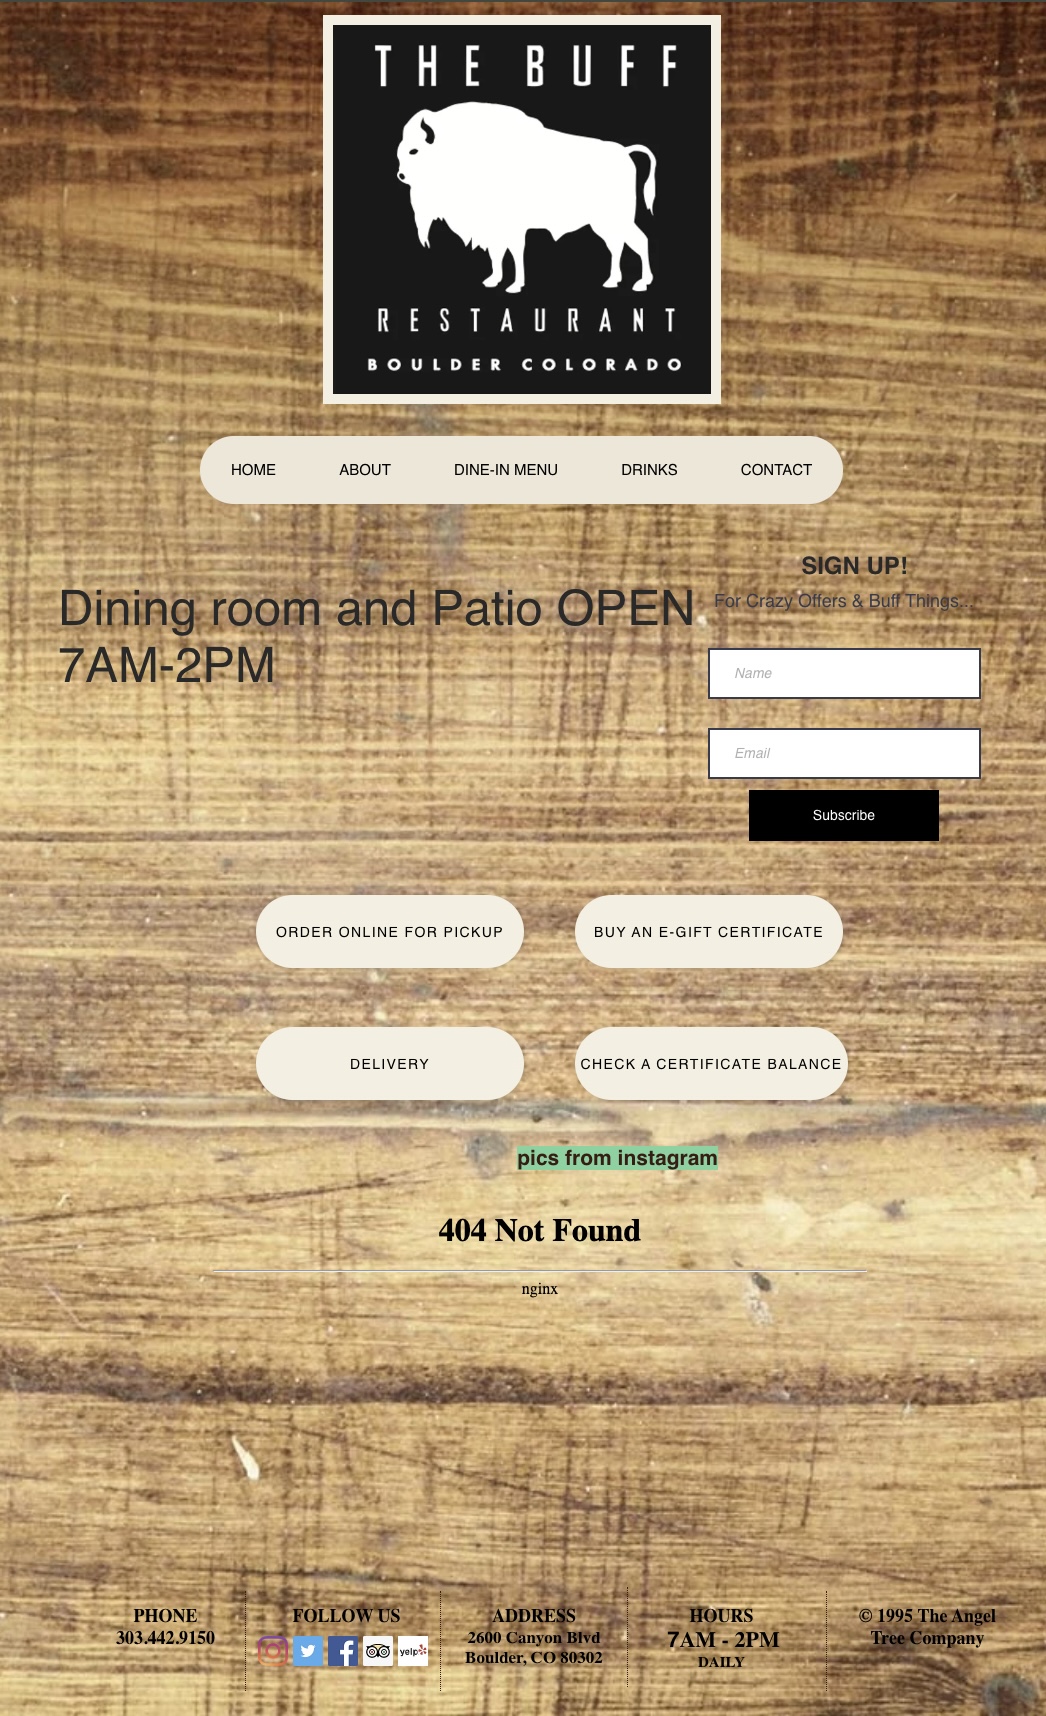 THE BUFF
RESTAURANT
BOULDER COLORADO
HOME ABOUT DINE-IN MENU DRINKS CONTACT
Dining room and Patio OPEN
7AM-2PM
SIGN UP!
For Crazy Offers & Buff Things...
Name
Email
Subscribe
ORDER ONLINE FOR PICKUP BUY AN E-GIFT CERTIFICATE
DELIVERY CHECK A CERTIFICATE BALANCE
pics from instagram
404 Not Found
nginx
PHONE
303.442.9150
FOLLOW US
yelp
ADDRESS
2600 Canyon Blvd
Boulder, CO 80302
HOURS
7AM - 2PM
DAILY
© 1995 The Angel
Tree Company